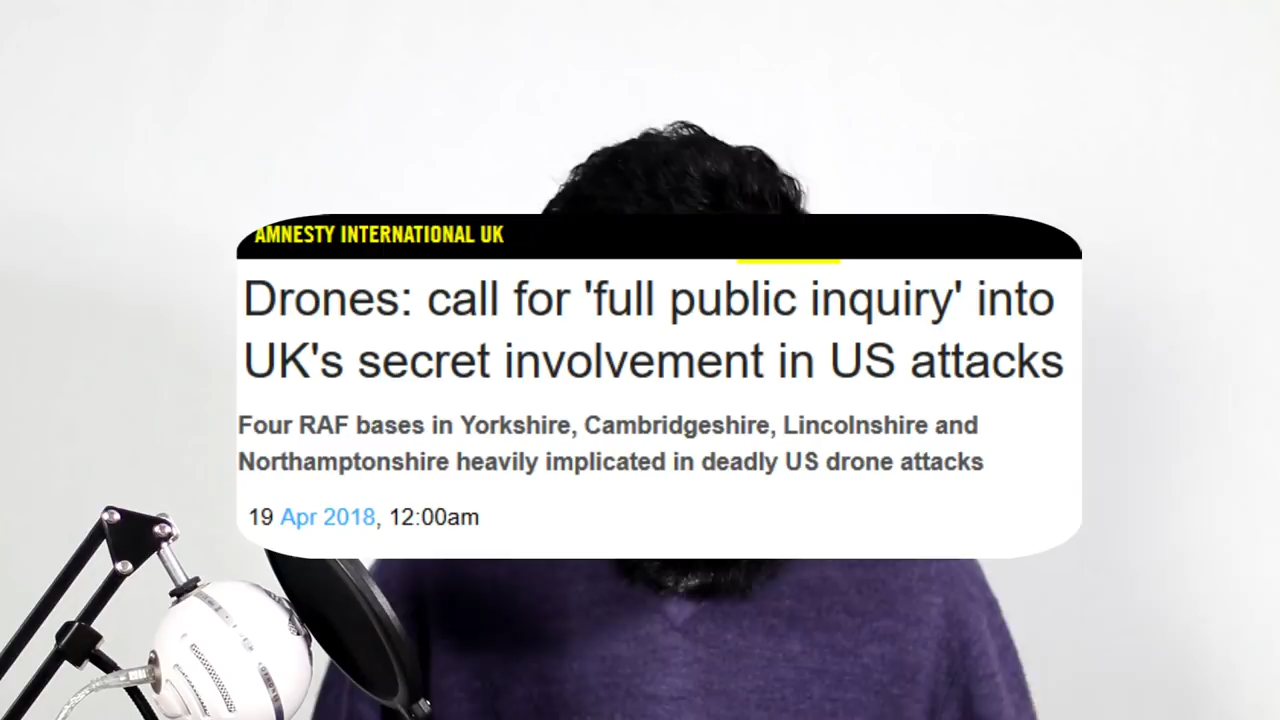 AMNESTY INTERNATIONAL UK
Drones: call for 'full public inquiry' into
UK's secret involvement in US attacks
Four RAF bases in Yorkshire, Cambridgeshire, Lincolnshire and
Northamptonshire heavily implicated in deadly US drone attacks
19 Apr 2018, 12:00am